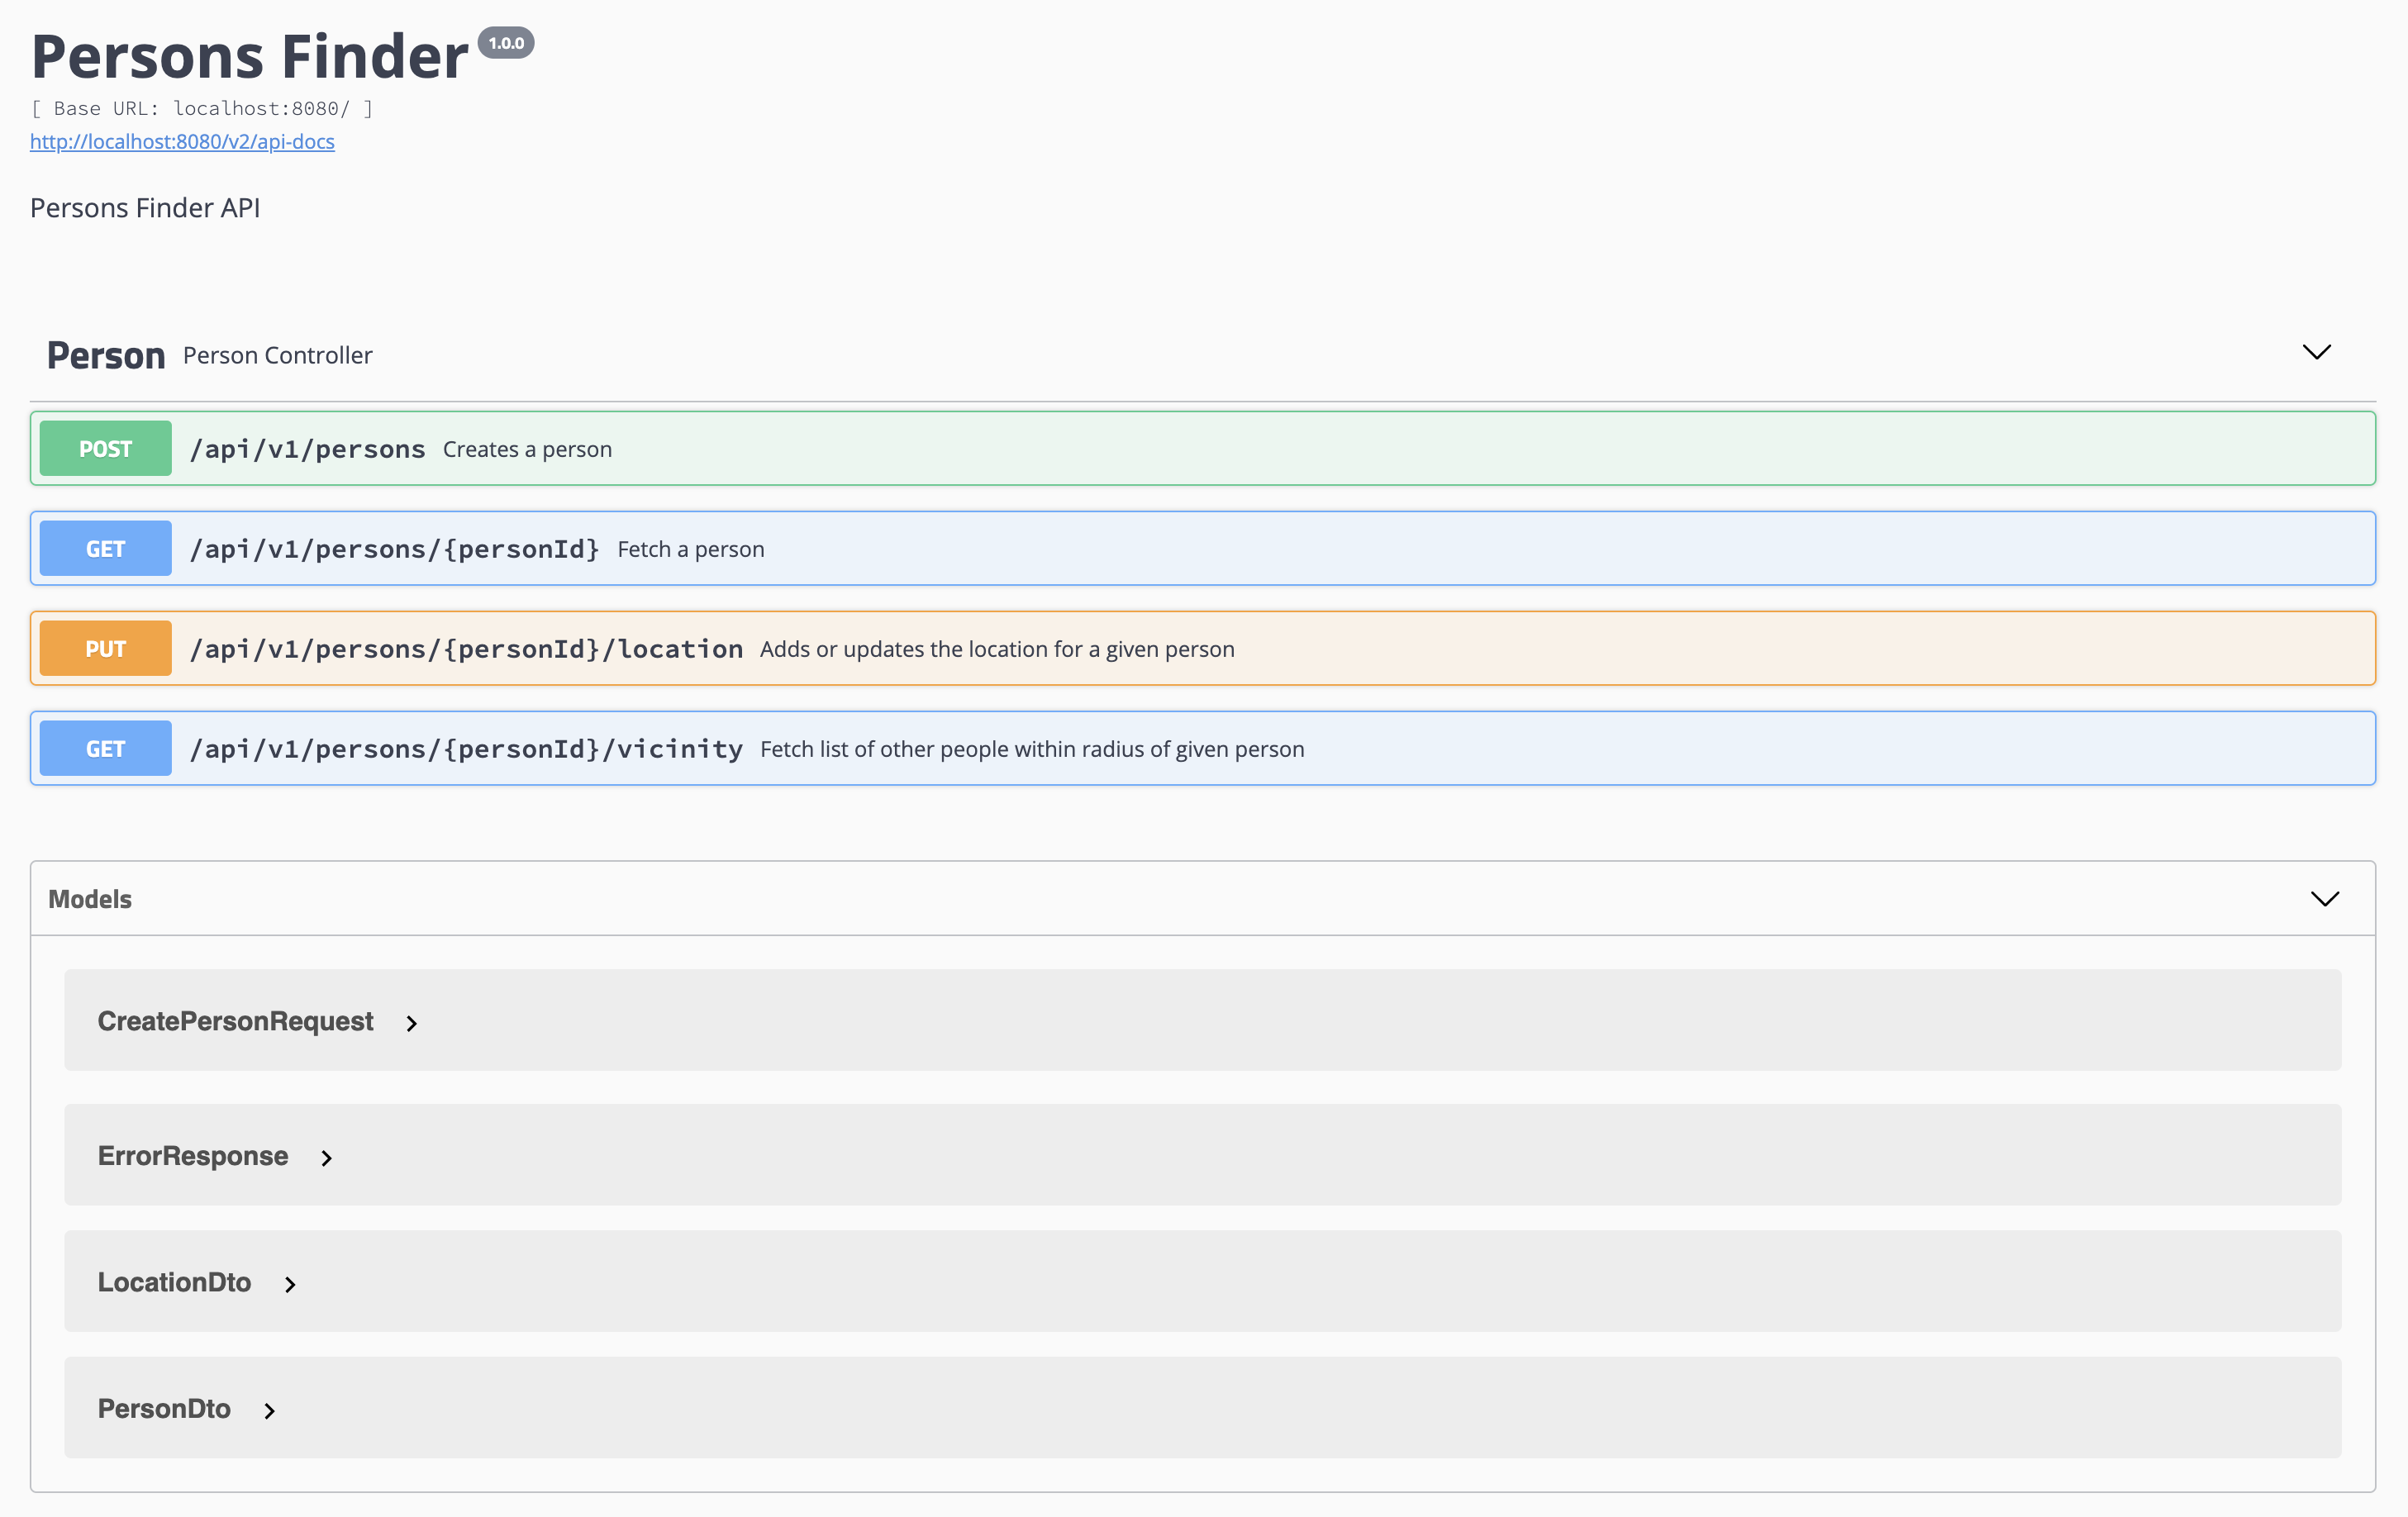 Persons Finder 1.0.0
[ Base URL: localhost:8080/ ]
http://localhost:8080/v2/api-docs
Persons Finder API
Person Person Controller
POST /api/v1/persons Creates a person
GET /api/v1/persons/{personId} Fetch a person
PUT /api/v1/persons/{personId}/location Adds or updates the location for a given person
GET /api/v1/persons/{personId}/vicinity Fetch list of other people within radius of given person
Models
CreatePersonRequest
ErrorResponse
LocationDto
PersonDto